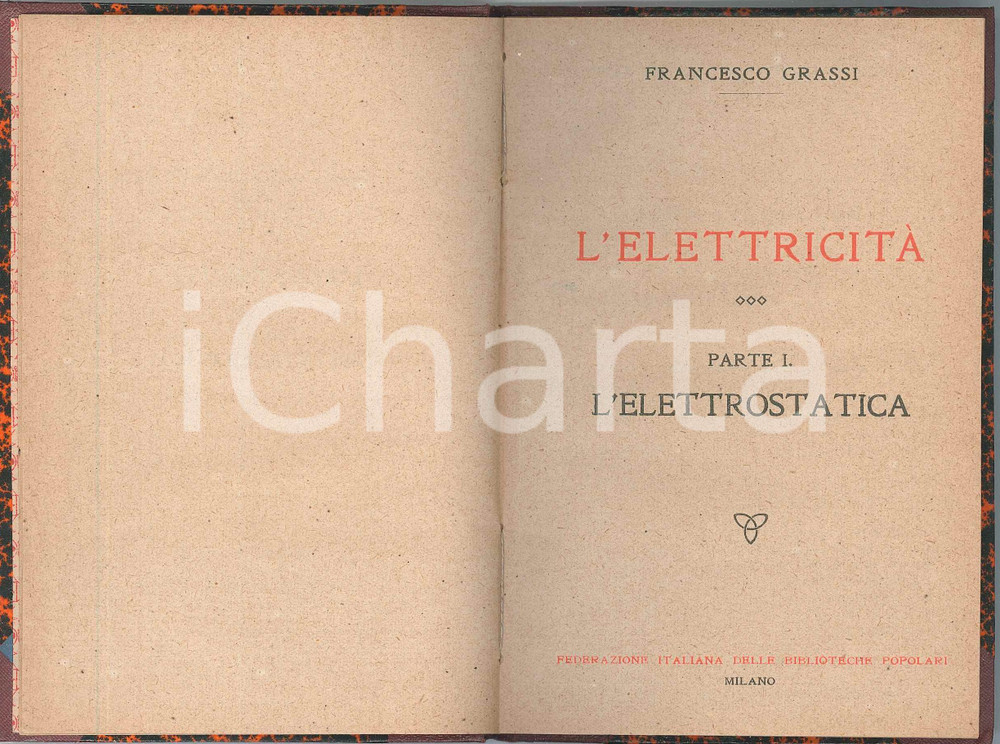 FRANCESCO GRASSI
L'ELETTRICITÀ
PARTE I.
L'ELETTROSTATICA
FEDERAZIONE ITALIANA DELLE BIBLIOTECHE POPOLARI
MILANO
iCharta